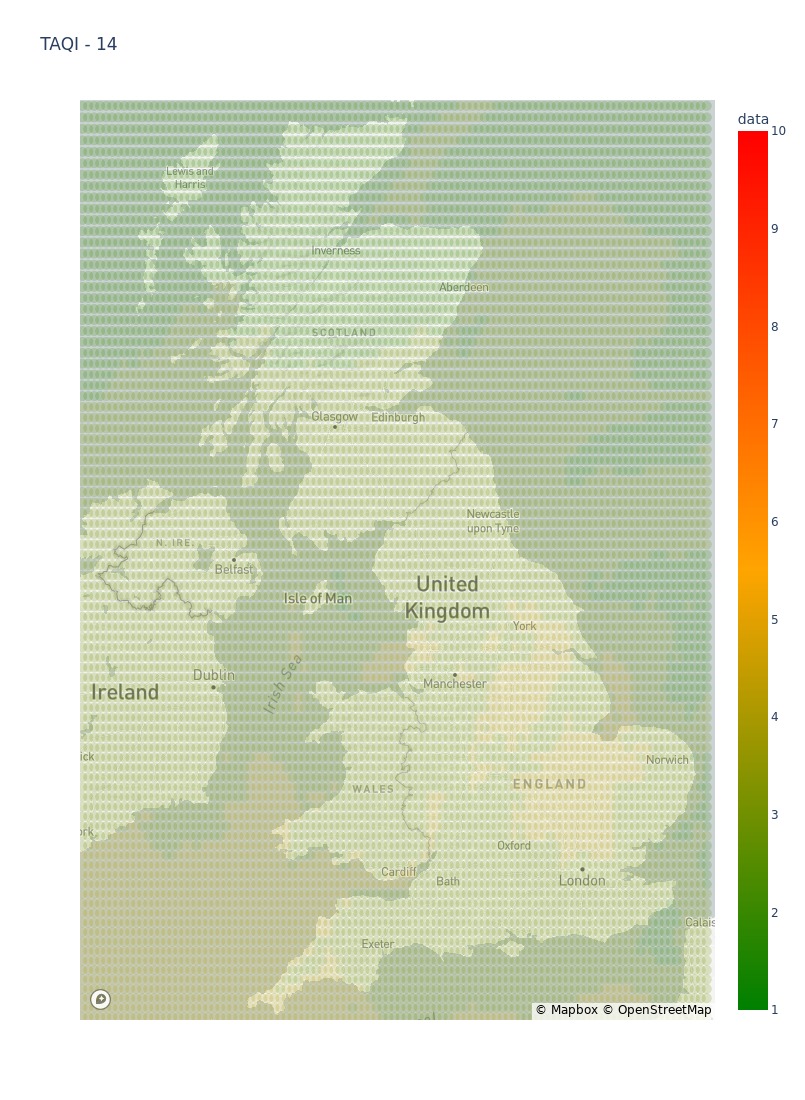 TAQI - 14
data
10
9
8
7
6
5
4
3
2
1
Lewis and
Harris
Inverness
Aberdeen
SCOTLAND
Glasgow
Edinburgh
Newcastle
upon Tyne
N. IRE.
Belfast
United
Kingdom
Isle of Man
York
Dublin
Manchester
Irish Sea
Ireland
ick
Norwich
WALES
ENGLAND
ork
Oxford
Cardiff
Bath
London
Calais
Exeter
© Mapbox © OpenStreetMap